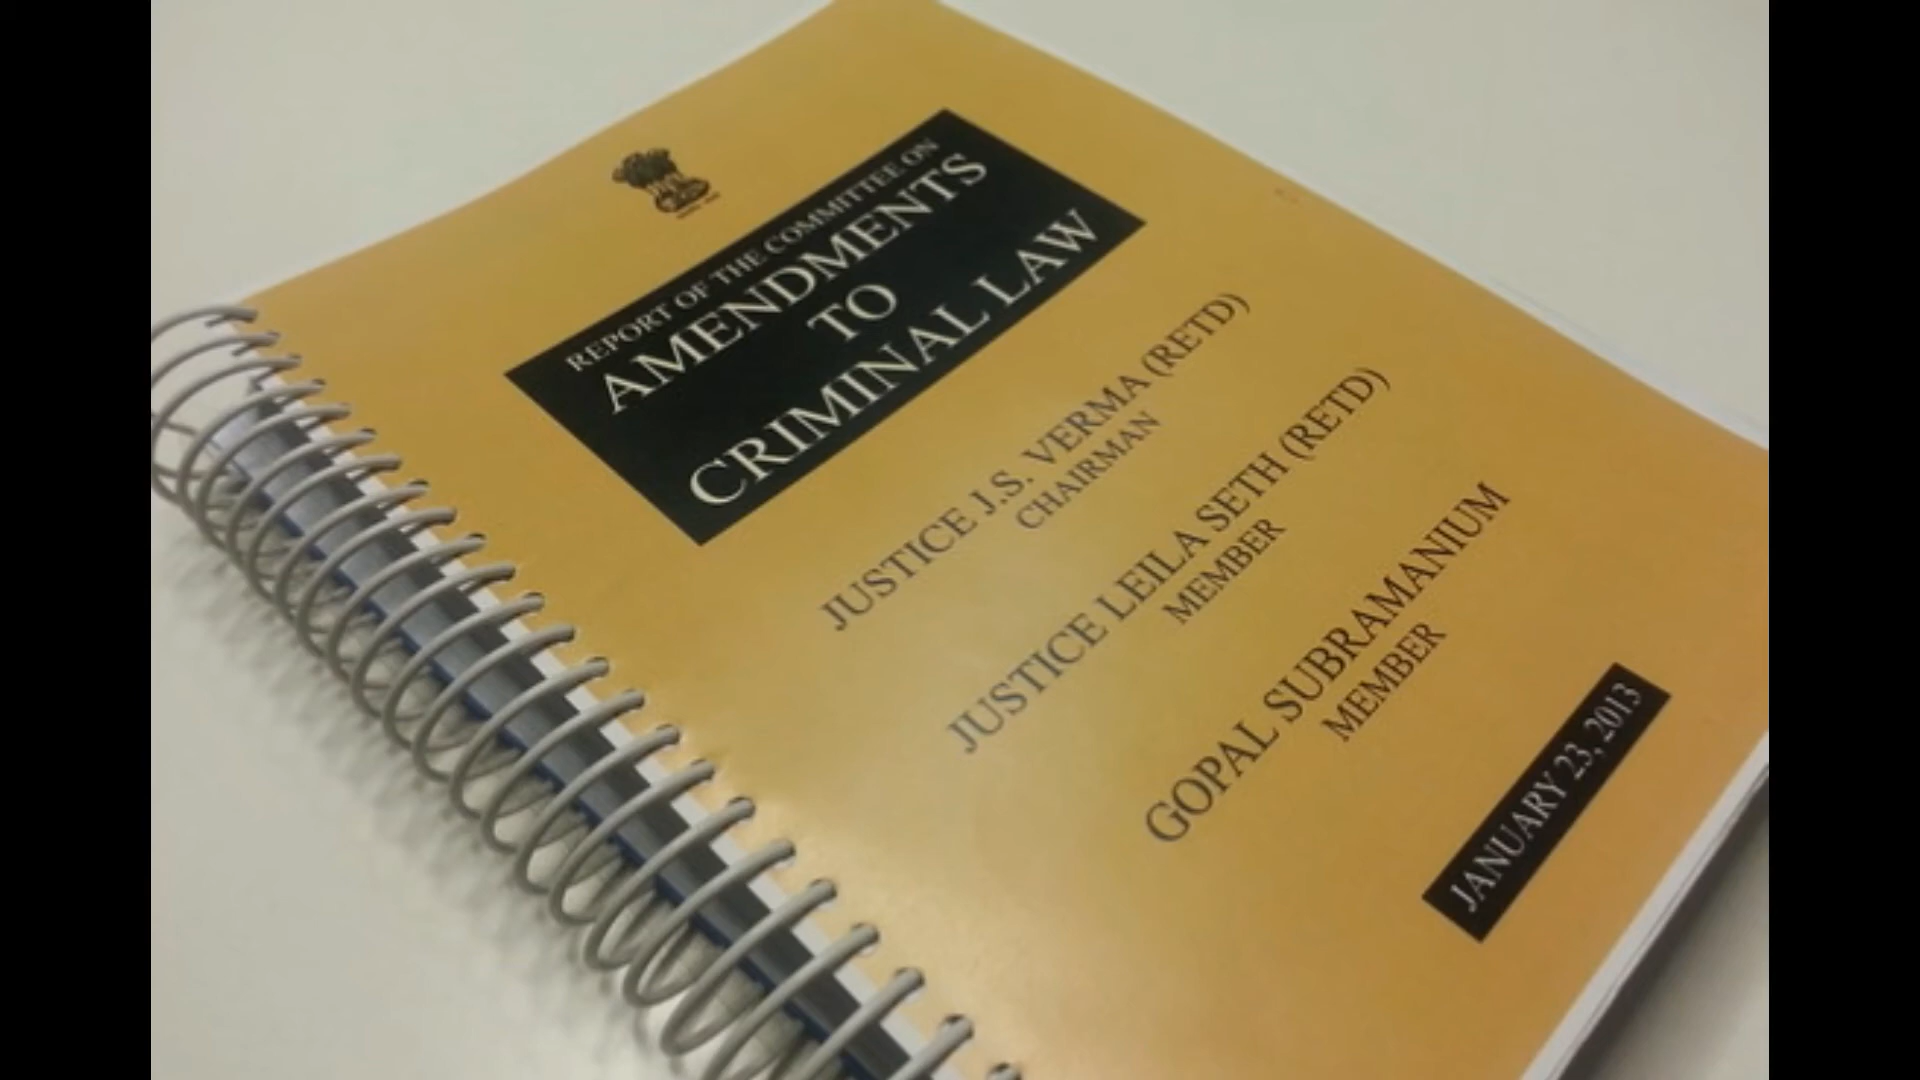 REPORT OF THE COMMITTEE ON
AMENDMENTS
TO
CRIMINAL LAW
JUSTICE J.S. VERMA (RETD)
CHAIRMAN
JUSTICE LEILA SETH (RETD)
MEMBER
GOPAL SUBRAMANIUM
MEMBER
JANUARY 23, 2013